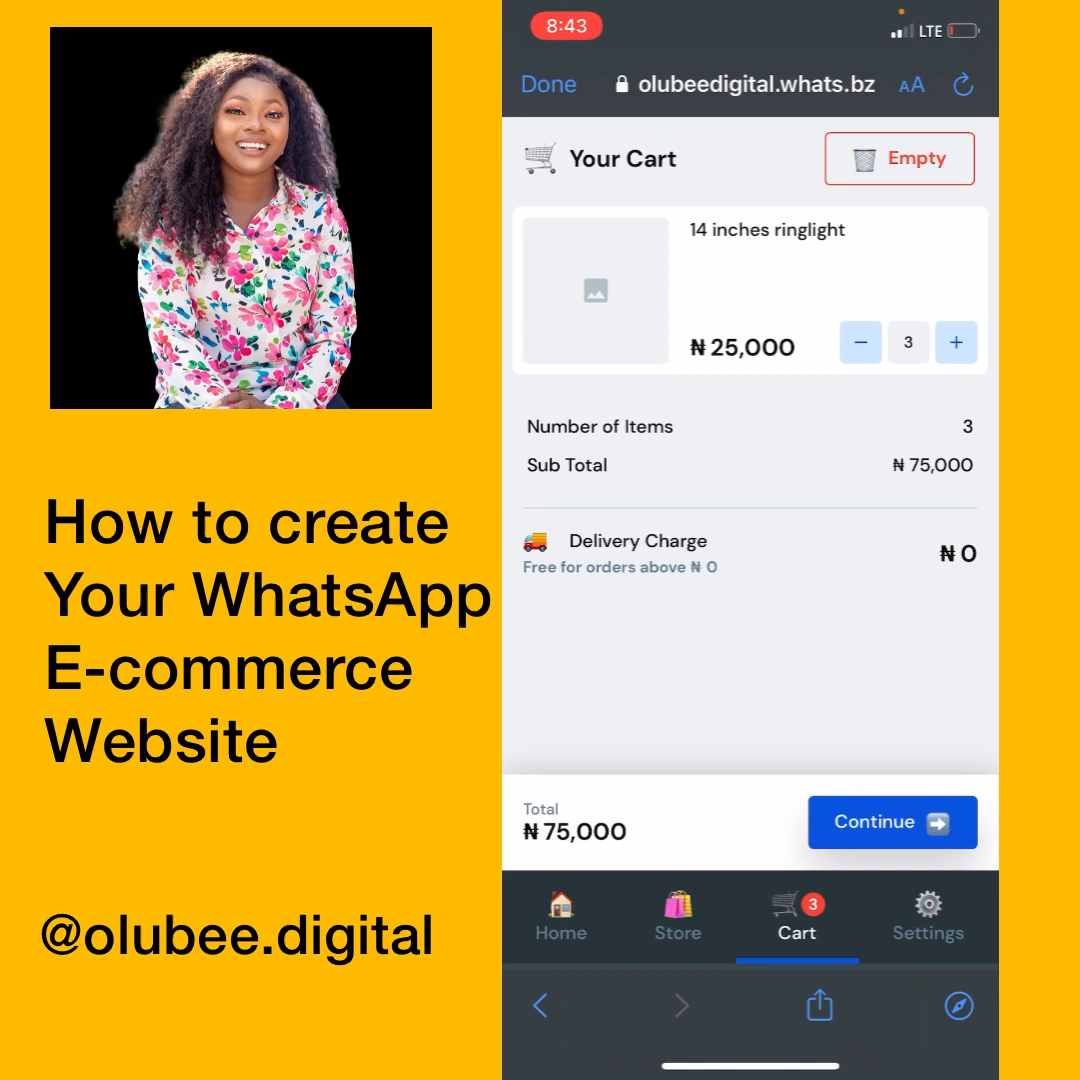 How to create
Your WhatsApp
E-commerce
Website
@olubee.digital
8:43
LTE
Done
olubeedigital.whats.bz
AA
Your Cart
Empty
14 inches ringlight
₦ 25,000
3
Number of Items 3
Sub Total ₦ 75,000
Delivery Charge
Free for orders above ₦ 0
₦ 0
Total
₦ 75,000
Continue
3
Home Store Cart Settings